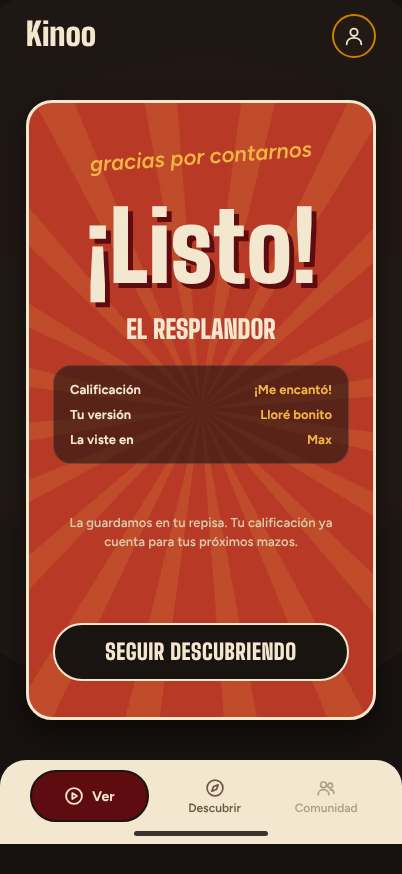 Kinoo
gracias por contarnos
¡Listo!
EL RESPLANDOR
Calificación ¡Me encantó!
Tu versión Lloré bonito
La viste en Max
La guardamos en tu repisa. Tu calificación ya
cuenta para tus próximos mazos.
SEGUIR DESCUBRIENDO
Ver Descubrir Comunidad